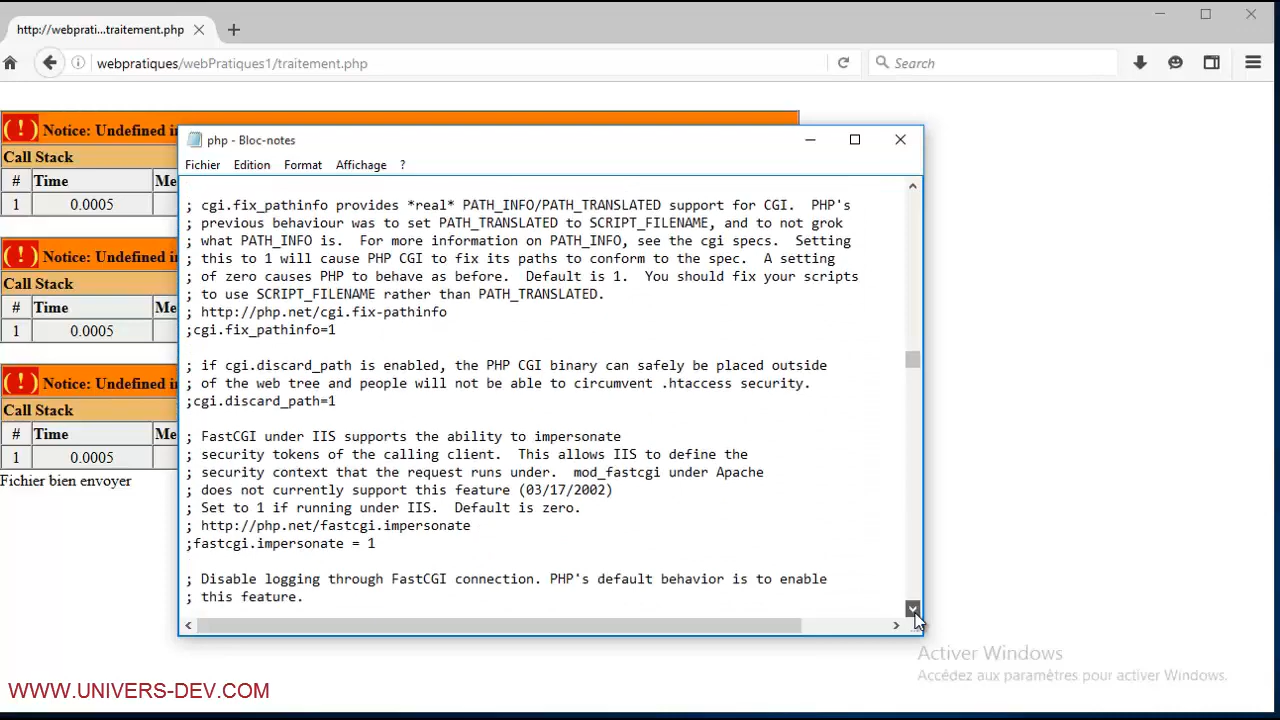 http://webprati...traitement.php
webpratiques/webPratiques1/traitement.php
Search
( ! ) Notice: Undefined in
Call Stack
# Time Me
1 0.0005
( ! ) Notice: Undefined in
Call Stack
# Time Me
1 0.0005
( ! ) Notice: Undefined in
Call Stack
# Time Me
1 0.0005
Fichier bien envoyer
php - Bloc-notes
Fichier Edition Format Affichage ?
; cgi.fix_pathinfo provides *real* PATH_INFO/PATH_TRANSLATED support for CGI.  PHP's
; previous behaviour was to set PATH_TRANSLATED to SCRIPT_FILENAME, and to not grok
; what PATH_INFO is.  For more information on PATH_INFO, see the cgi specs.  Setting
; this to 1 will cause PHP CGI to fix its paths to conform to the spec.  A setting
; of zero causes PHP to behave as before.  Default is 1.  You should fix your scripts
; to use SCRIPT_FILENAME rather than PATH_TRANSLATED.
; http://php.net/cgi.fix-pathinfo
;cgi.fix_pathinfo=1
; if cgi.discard_path is enabled, the PHP CGI binary can safely be placed outside
; of the web tree and people will not be able to circumvent .htaccess security.
;cgi.discard_path=1
; FastCGI under IIS supports the ability to impersonate
; security tokens of the calling client.  This allows IIS to define the
; security context that the request runs under.  mod_fastcgi under Apache
; does not currently support this feature (03/17/2002)
; Set to 1 if running under IIS.  Default is zero.
; http://php.net/fastcgi.impersonate
;fastcgi.impersonate = 1
; Disable logging through FastCGI connection. PHP's default behavior is to enable
; this feature.
Activer Windows
Accédez aux paramètres pour activer Windows.
WWW.UNIVERS-DEV.COM